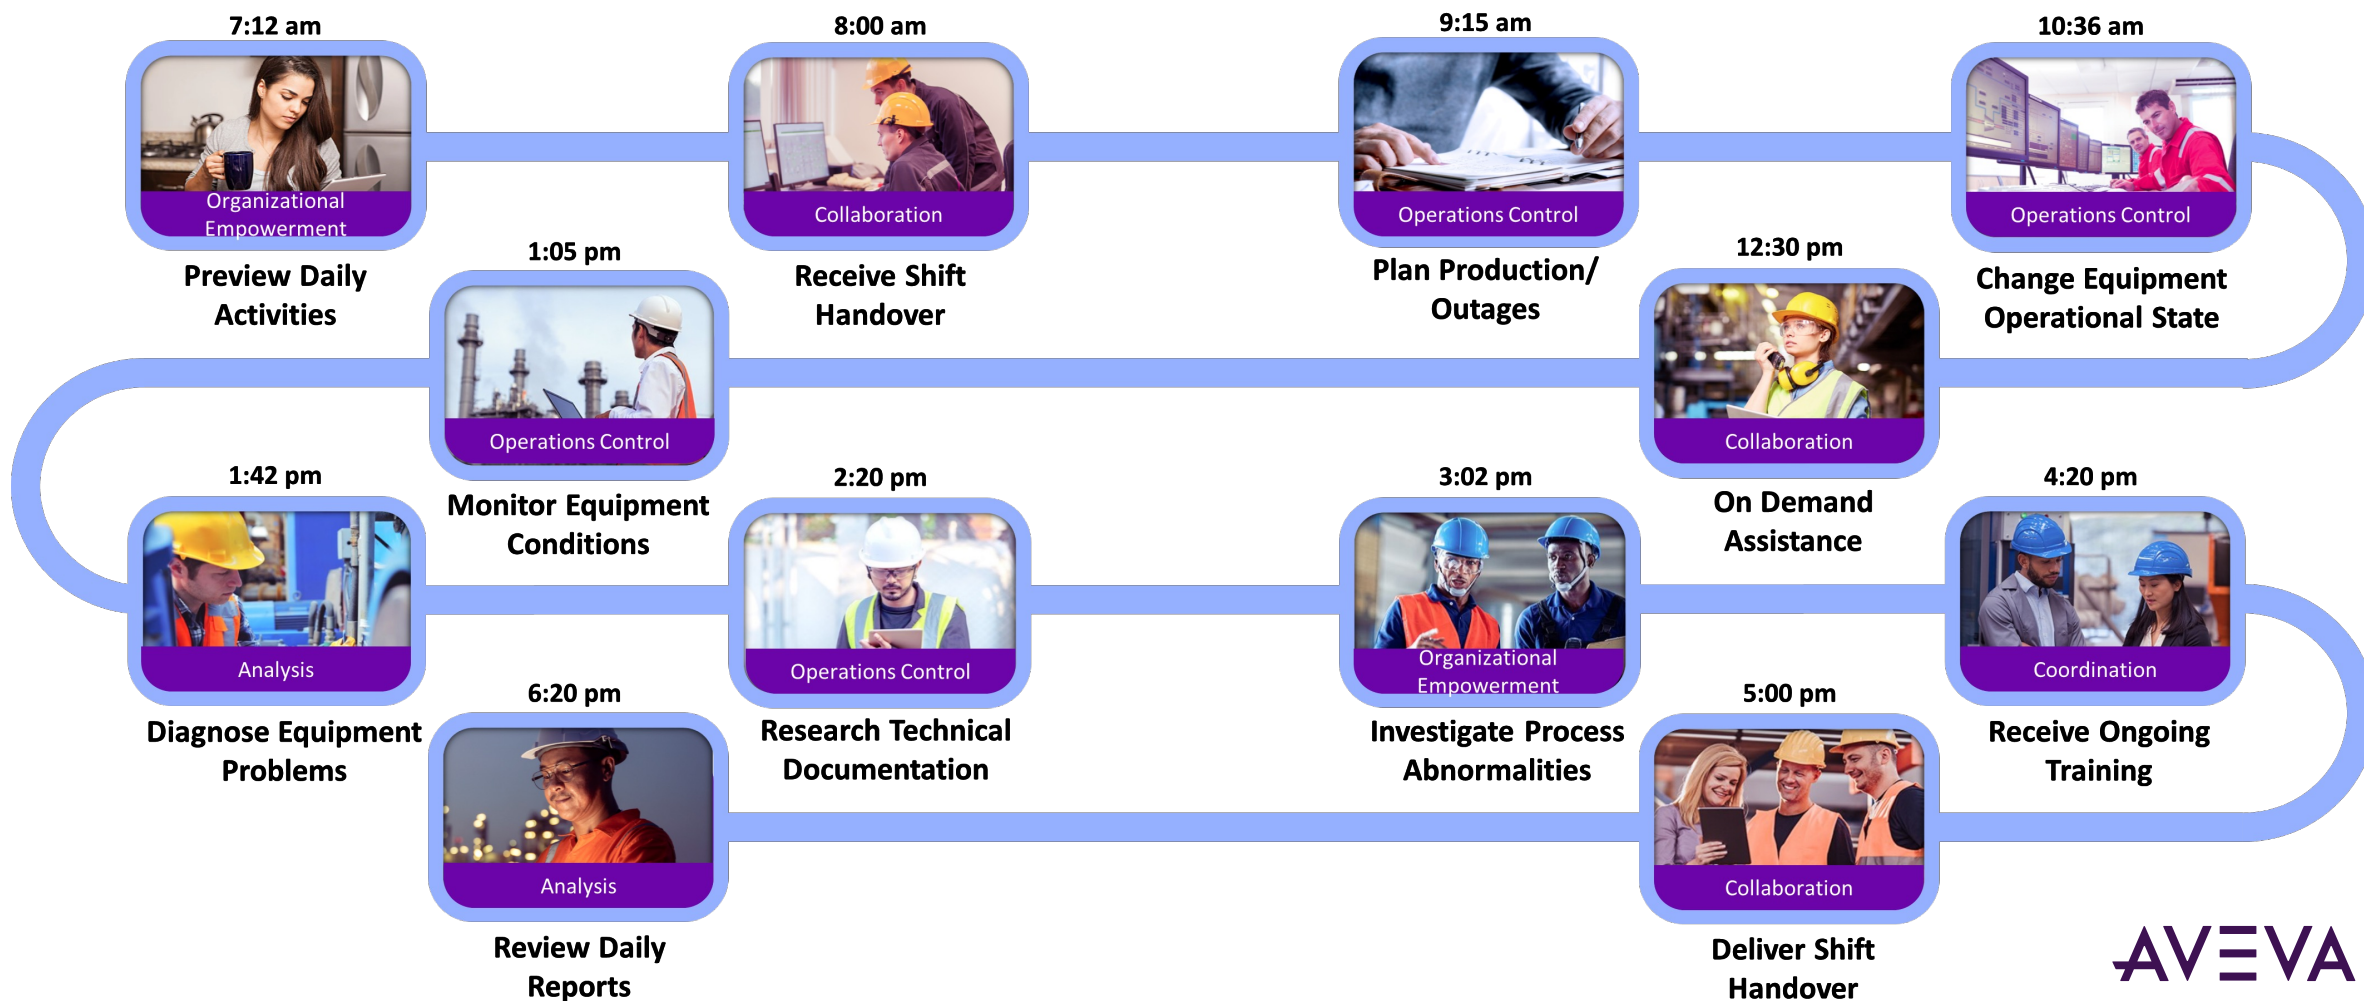 7:12 am
Organizational
Empowerment
Preview Daily
Activities
8:00 am
Collaboration
Receive Shift
Handover
9:15 am
Operations Control
Plan Production/
Outages
10:36 am
Operations Control
Change Equipment
Operational State
12:30 pm
Collaboration
On Demand
Assistance
1:05 pm
Operations Control
Monitor Equipment
Conditions
1:42 pm
Analysis
Diagnose Equipment
Problems
2:20 pm
Operations Control
Research Technical
Documentation
3:02 pm
Organizational
Empowerment
Investigate Process
Abnormalities
4:20 pm
Coordination
Receive Ongoing
Training
5:00 pm
Collaboration
Deliver Shift
Handover
6:20 pm
Analysis
Review Daily
Reports
AVEVA